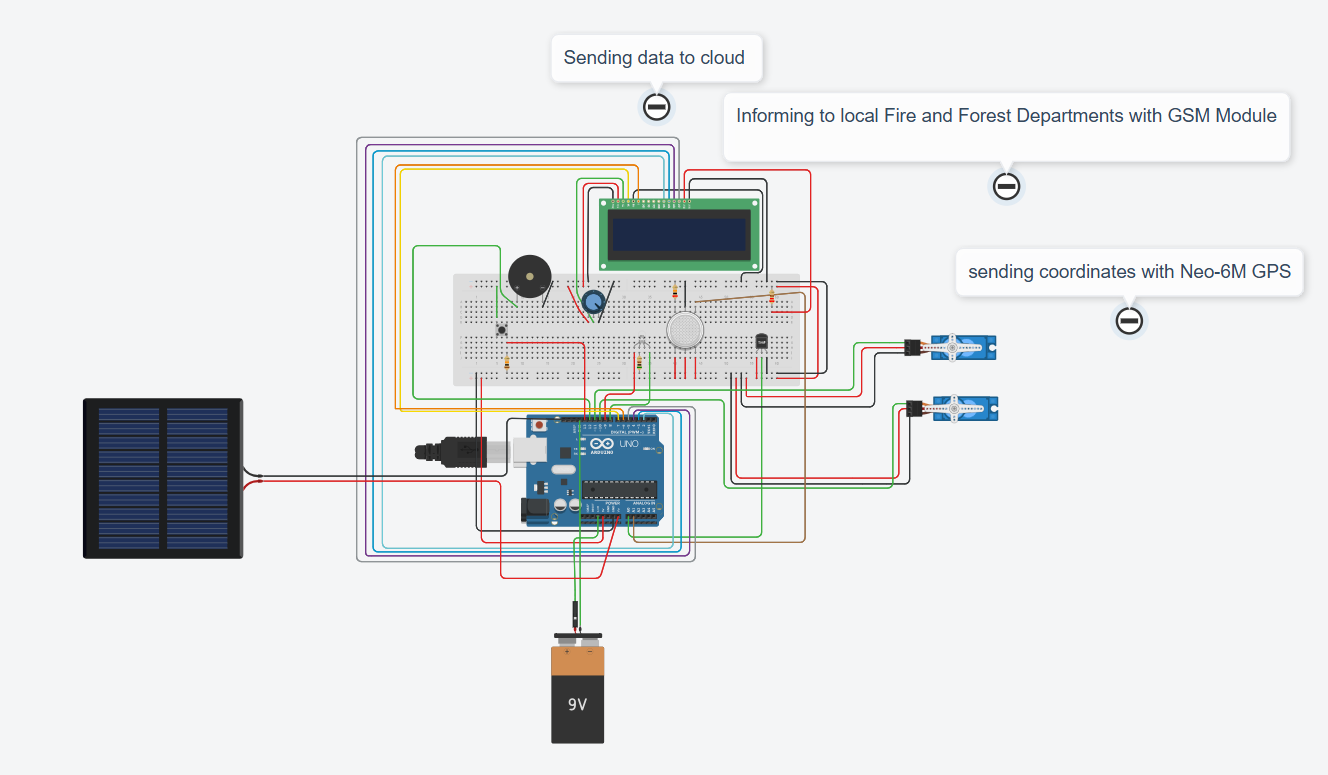 Sending data to cloud
Informing to local Fire and Forest Departments with GSM Module
sending coordinates with Neo-6M GPS
DIGITAL (PWM~)
UNO
ARDUINO
POWER
ANALOG IN
+ −
9V